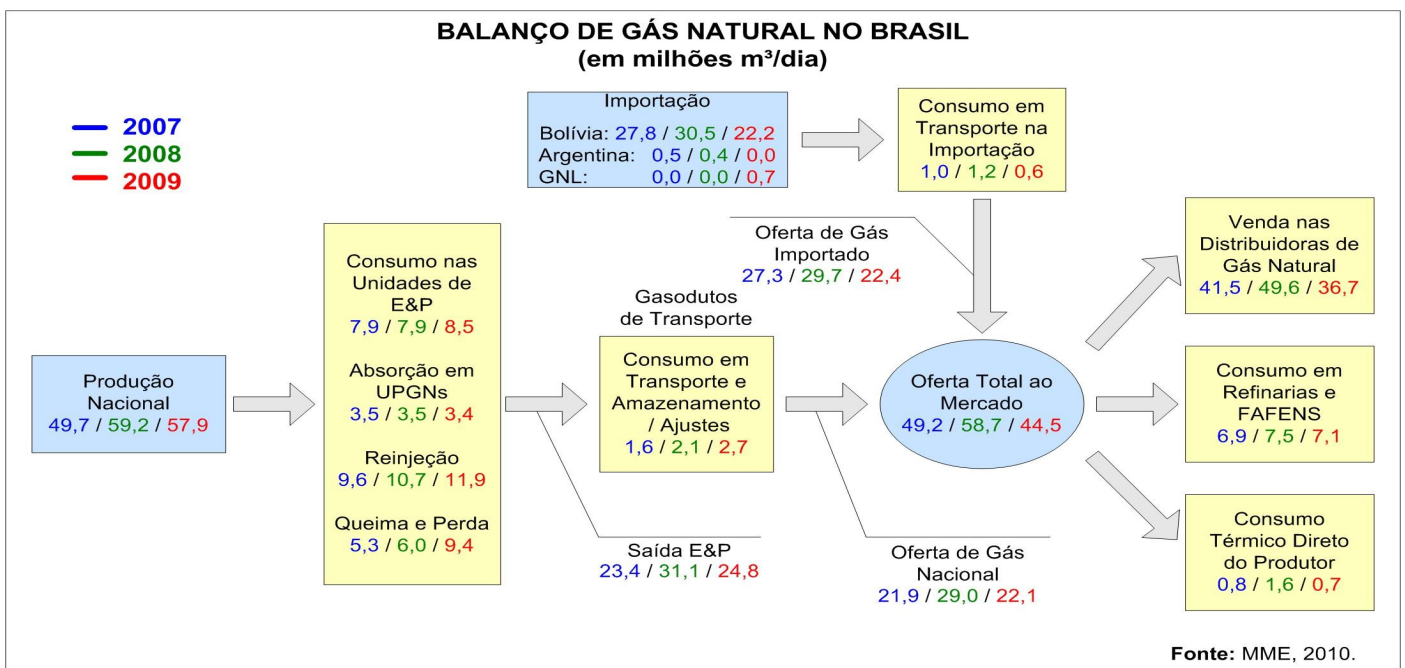 BALANÇO DE GÁS NATURAL NO BRASIL
(em milhões m³/dia)
2007
2008
2009
Importação
Bolívia: 27,8 / 30,5 / 22,2
Argentina: 0,5 / 0,4 / 0,0
GNL: 0,0 / 0,0 / 0,7
Consumo em
Transporte na
Importação
1,0 / 1,2 / 0,6
Oferta de Gás
Importado
27,3 / 29,7 / 22,4
Produção
Nacional
49,7 / 59,2 / 57,9
Consumo nas
Unidades de
E&P
7,9 / 7,9 / 8,5
Absorção em
UPGNs
3,5 / 3,5 / 3,4
Reinjeção
9,6 / 10,7 / 11,9
Queima e Perda
5,3 / 6,0 / 9,4
Saída E&P
23,4 / 31,1 / 24,8
Gasodutos
de Transporte
Consumo em
Transporte e
Amazenamento
/ Ajustes
1,6 / 2,1 / 2,7
Oferta de Gás
Nacional
21,9 / 29,0 / 22,1
Oferta Total ao
Mercado
49,2 / 58,7 / 44,5
Venda nas
Distribuidoras de
Gás Natural
41,5 / 49,6 / 36,7
Consumo em
Refinarias e
FAFENS
6,9 / 7,5 / 7,1
Consumo
Térmico Direto
do Produtor
0,8 / 1,6 / 0,7
Fonte: MME, 2010.